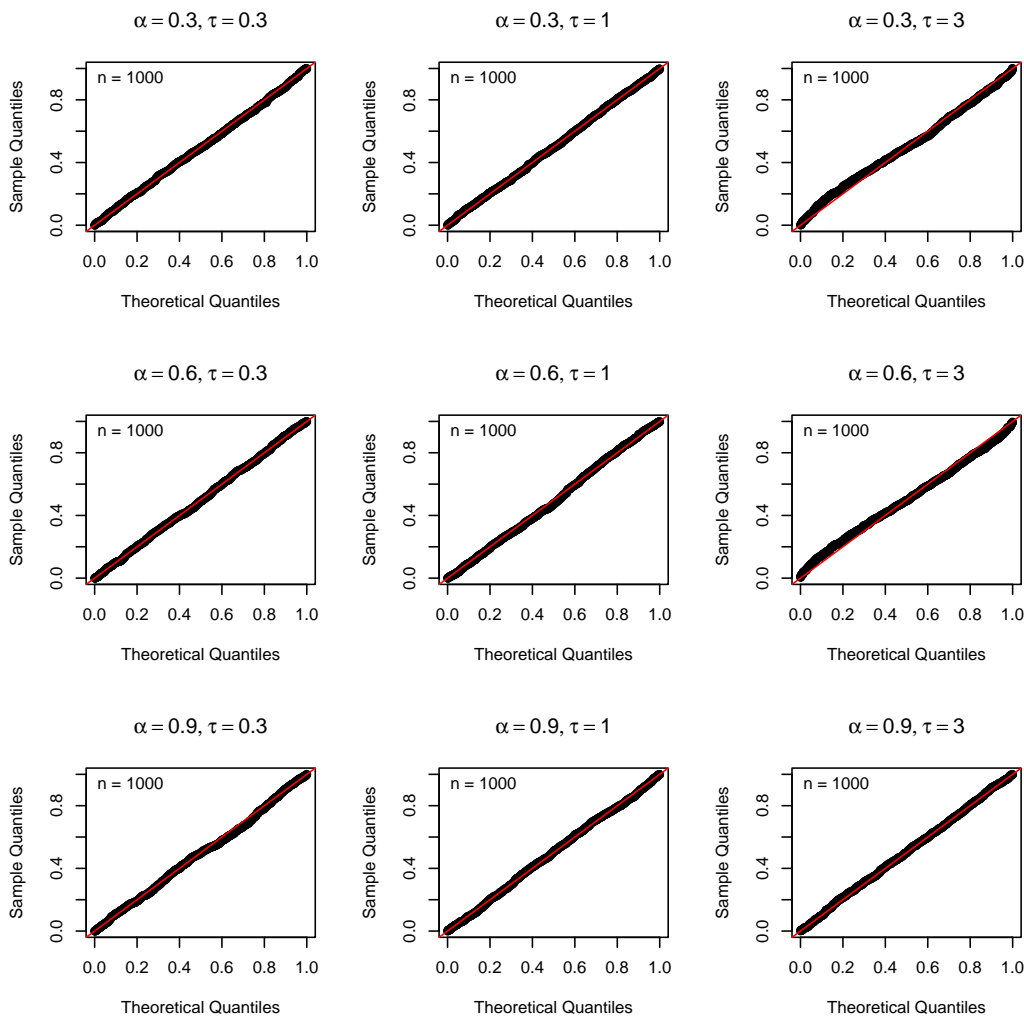 α = 0.3, τ = 0.3
n = 1000
Sample Quantiles
0.0 0.4 0.8
0.0 0.2 0.4 0.6 0.8 1.0
Theoretical Quantiles
α = 0.3, τ = 1
n = 1000
Sample Quantiles
0.0 0.4 0.8
0.0 0.2 0.4 0.6 0.8 1.0
Theoretical Quantiles
α = 0.3, τ = 3
n = 1000
Sample Quantiles
0.0 0.4 0.8
0.0 0.2 0.4 0.6 0.8 1.0
Theoretical Quantiles
α = 0.6, τ = 0.3
n = 1000
Sample Quantiles
0.0 0.4 0.8
0.0 0.2 0.4 0.6 0.8 1.0
Theoretical Quantiles
α = 0.6, τ = 1
n = 1000
Sample Quantiles
0.0 0.4 0.8
0.0 0.2 0.4 0.6 0.8 1.0
Theoretical Quantiles
α = 0.6, τ = 3
n = 1000
Sample Quantiles
0.0 0.4 0.8
0.0 0.2 0.4 0.6 0.8 1.0
Theoretical Quantiles
α = 0.9, τ = 0.3
n = 1000
Sample Quantiles
0.0 0.4 0.8
0.0 0.2 0.4 0.6 0.8 1.0
Theoretical Quantiles
α = 0.9, τ = 1
n = 1000
Sample Quantiles
0.0 0.4 0.8
0.0 0.2 0.4 0.6 0.8 1.0
Theoretical Quantiles
α = 0.9, τ = 3
n = 1000
Sample Quantiles
0.0 0.4 0.8
0.0 0.2 0.4 0.6 0.8 1.0
Theoretical Quantiles